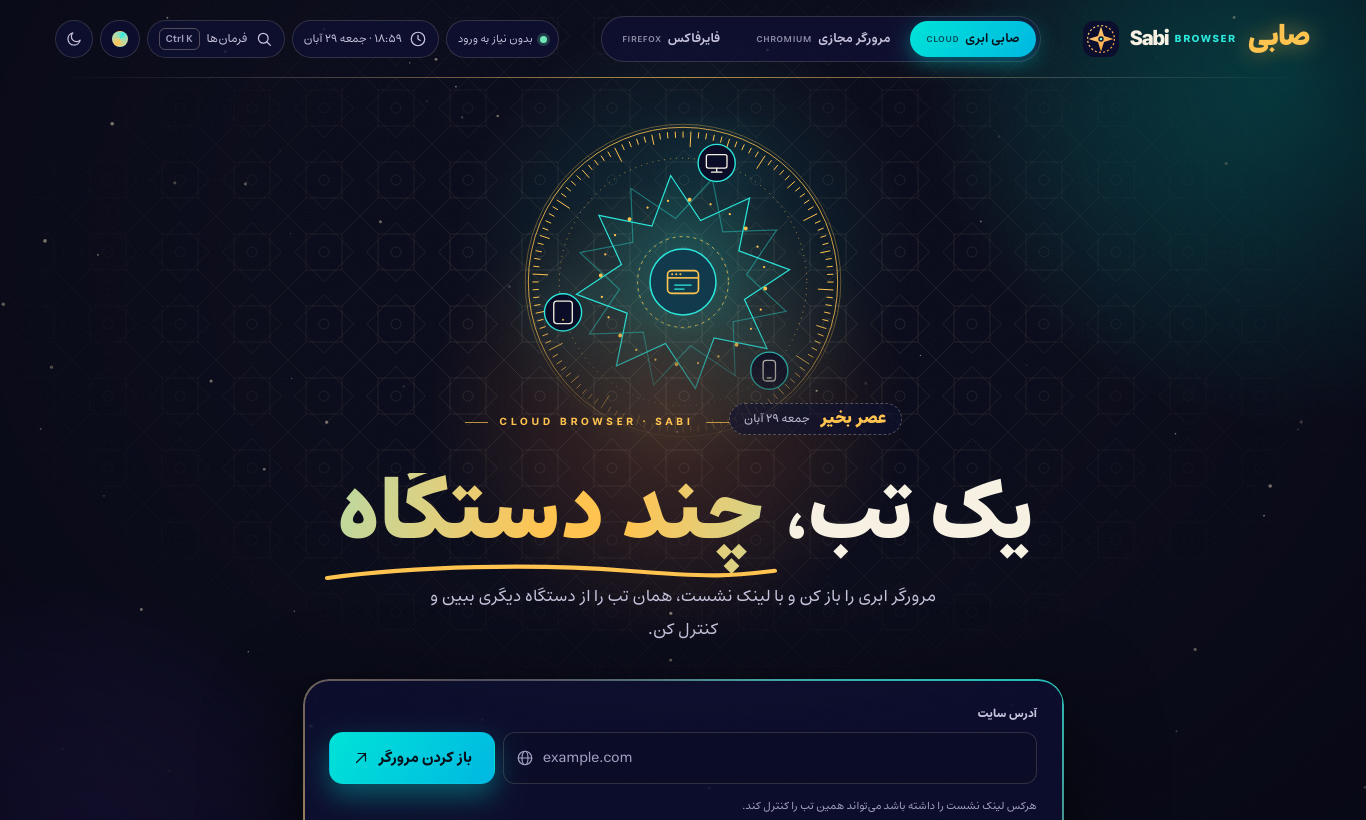 صابی Sabi BROWSER
صابی ابری CLOUD
مرورگر مجازی CHROMIUM
فایرفاکس FIREFOX
بدون نیاز به ورود
۱۸:۵۹ · جمعه ۲۹ آبان
فرمان‌ها Ctrl K
عصر بخیر جمعه ۲۹ آبان
CLOUD BROWSER · SABI
یک تب، چند دستگاه
مرورگر ابری را باز کن و با لینک نشست، همان تب را از دستگاه دیگری ببین و
کنترل کن.
آدرس سایت
example.com
باز کردن مرورگر
هرکس لینک نشست را داشته باشد می‌تواند همین تب را کنترل کند.